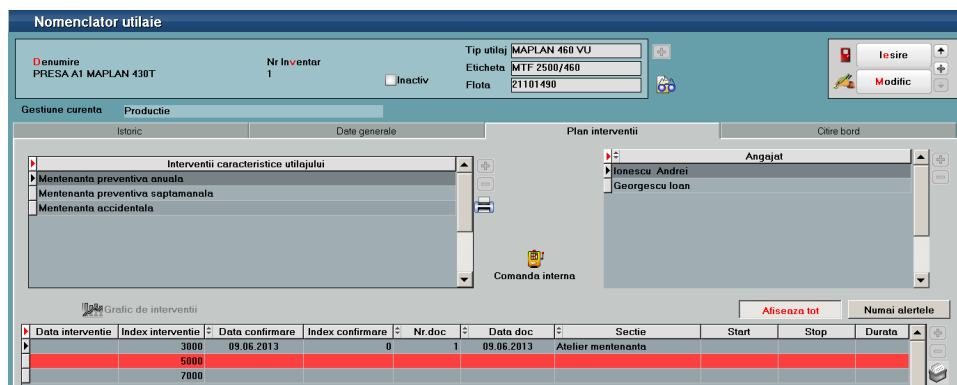 Nomenclator utilaie
Denumire
PRESA A1 MAPLAN 430T
Nr Inventar
1
Inactiv
Tip utilaj MAPLAN 460 VU
Eticheta MTF 2500/460
Flota 21101490
Iesire
Modific
Gestiune curenta Productie
Istoric Date generale Plan interventii Citire bord
Interventii caracteristice utilajului
Mentenanta preventiva anuala
Mentenanta preventiva saptamanala
Mentenanta accidentala
Angajat
Ionescu Andrei
Georgescu Ioan
Comanda interna
Grafic de interventii
Afiseaza tot Numai alertele
Data interventie Index interventie Data confirmare Index confirmare Nr.doc Data doc Sectie Start Stop Durata
3000 09.06.2013 0 1 09.06.2013 Atelier mentenanta
5000
7000